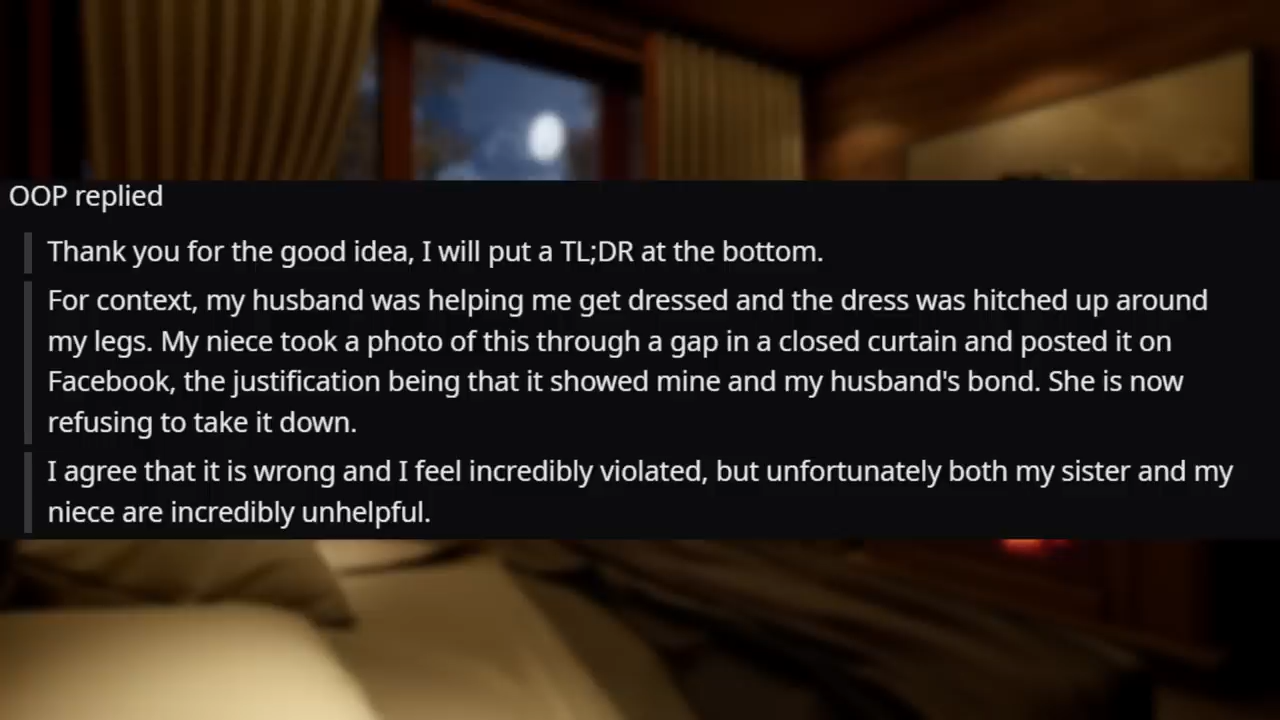 OOP replied
Thank you for the good idea, I will put a TL;DR at the bottom.
For context, my husband was helping me get dressed and the dress was hitched up around
my legs. My niece took a photo of this through a gap in a closed curtain and posted it on
Facebook, the justification being that it showed mine and my husband's bond. She is now
refusing to take it down.
I agree that it is wrong and I feel incredibly violated, but unfortunately both my sister and my
niece are incredibly unhelpful.